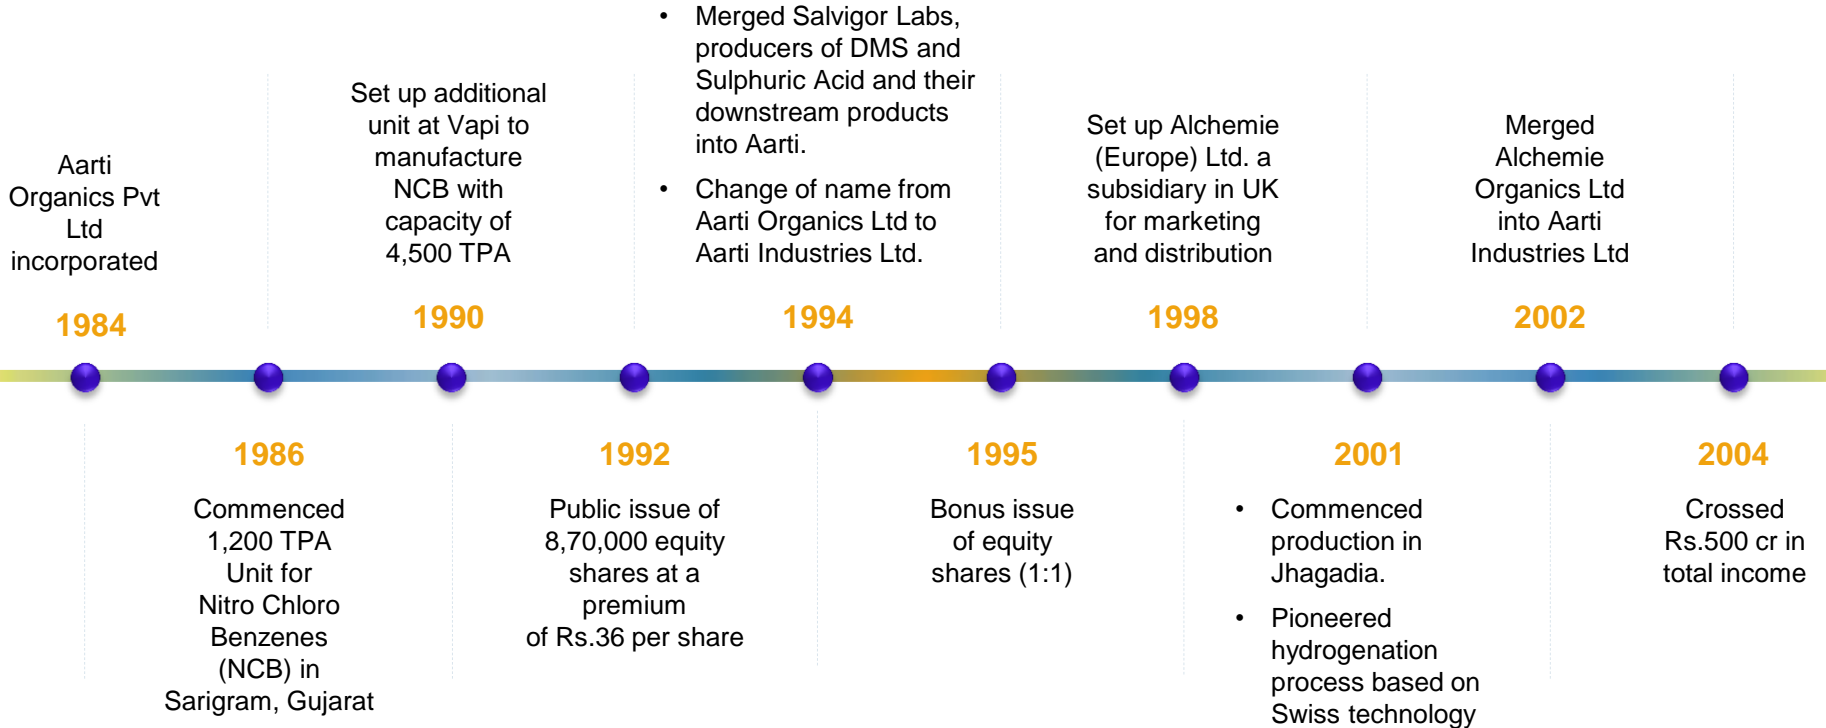 Aarti
Organics Pvt
Ltd
incorporated
1984
1986
Commenced
1,200 TPA
Unit for
Nitro Chloro
Benzenes
(NCB) in
Sarigram, Gujarat
Set up additional
unit at Vapi to
manufacture
NCB with
capacity of
4,500 TPA
1990
1992
Public issue of
8,70,000 equity
shares at a
premium
of Rs.36 per share
• Merged Salvigor Labs,
producers of DMS and
Sulphuric Acid and their
downstream products
into Aarti.
• Change of name from
Aarti Organics Ltd to
Aarti Industries Ltd.
1994
1995
Bonus issue
of equity
shares (1:1)
Set up Alchemie
(Europe) Ltd. a
subsidiary in UK
for marketing
and distribution
1998
2001
• Commenced
production in
Jhagadia.
• Pioneered
hydrogenation
process based on
Swiss technology
Merged
Alchemie
Organics Ltd
into Aarti
Industries Ltd
2002
2004
Crossed
Rs.500 cr in
total income